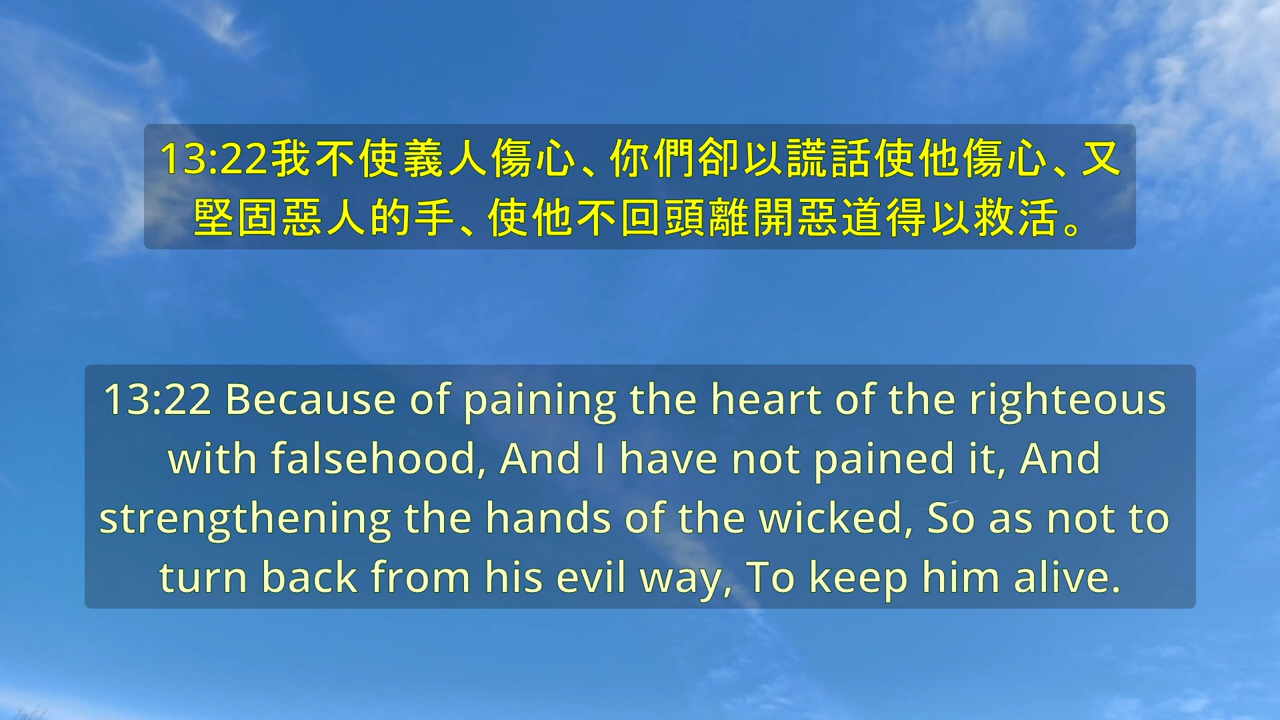 13:22我不使義人傷心、你們卻以謊話使他傷心、又
堅固惡人的手、使他不回頭離開惡道得以救活。
13:22 Because of paining the heart of the righteous
with falsehood, And I have not pained it, And
strengthening the hands of the wicked, So as not to
turn back from his evil way, To keep him alive.